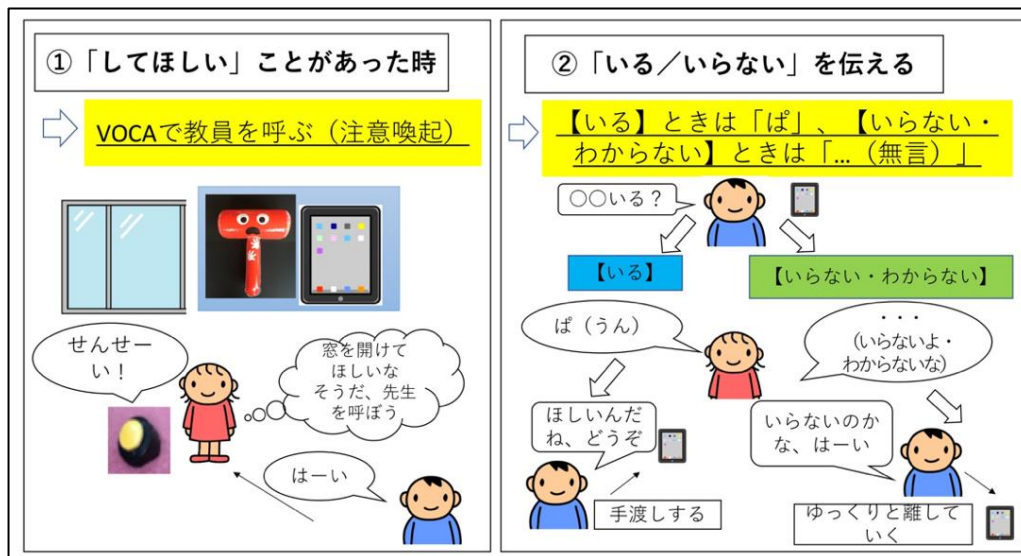 ①「してほしい」ことがあった時
VOCAで教員を呼ぶ（注意喚起）
せんせー
い！
窓を開けて
ほしいな
そうだ、先生
を呼ぼう
はーい
②「いる／いらない」を伝える
【いる】ときは「ぱ」、【いらない・
わからない】ときは「…（無言）」
○○いる？
【いる】
【いらない・わからない】
ぱ（うん）
・・・
（いらないよ・
わからないな）
ほしいんだ
ね、どうぞ
いらないのか
な、はーい
手渡しする
ゆっくりと離して
いく